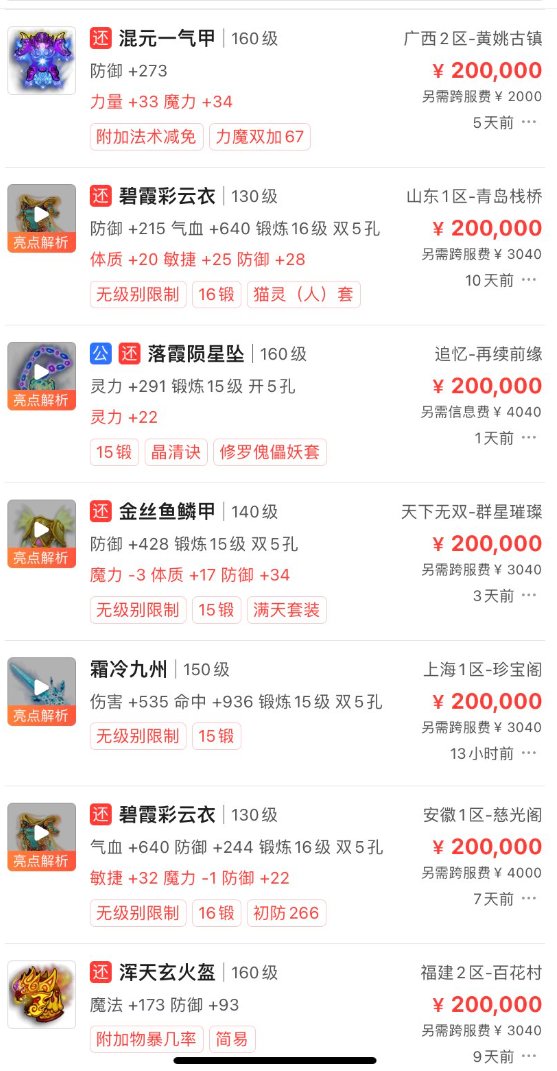 还 混元一气甲 | 160级 广西2区-黄姚古镇
防御 +273 ¥ 200,000
力量 +33 魔力 +34 另需跨服费¥ 2000
附加法术减免 力魔双加67 5天前 ···
还 碧霞彩云衣 | 130级 山东1区-青岛栈桥
防御 +215 气血 +640 锻炼16级 双5孔 ¥ 200,000
亮点解析
体质 +20 敏捷 +25 防御 +28 另需跨服费¥ 3040
无级别限制 16锻 猫灵（人）套 10天前 ···
公 还 落霞陨星坠 | 160级 追忆-再续前缘
灵力 +291 锻炼15级 开5孔 ¥ 200,000
亮点解析
灵力 +22 另需信息费¥ 4040
15锻 晶清诀 修罗傀儡妖套 1天前 ···
还 金丝鱼鳞甲 | 140级 天下无双-群星璀璨
防御 +428 锻炼15级 双5孔 ¥ 200,000
亮点解析
魔力 -3 体质 +17 防御 +34 另需跨服费¥ 3040
无级别限制 15锻 满天套装 3天前 ···
霜冷九州 | 150级 上海1区-珍宝阁
伤害 +535 命中 +936 锻炼15级 双5孔 ¥ 200,000
亮点解析
无级别限制 15锻 另需跨服费¥ 3040
13小时前 ···
还 碧霞彩云衣 | 130级 安徽1区-慈光阁
气血 +640 防御 +244 锻炼16级 双5孔 ¥ 200,000
亮点解析
敏捷 +32 魔力 -1 防御 +22 另需跨服费¥ 4000
无级别限制 16锻 初防266 7天前 ···
还 浑天玄火盔 | 160级 福建2区-百花村
魔法 +173 防御 +93 ¥ 200,000
附加物暴几率 简易 另需跨服费¥ 3040
9天前 ···